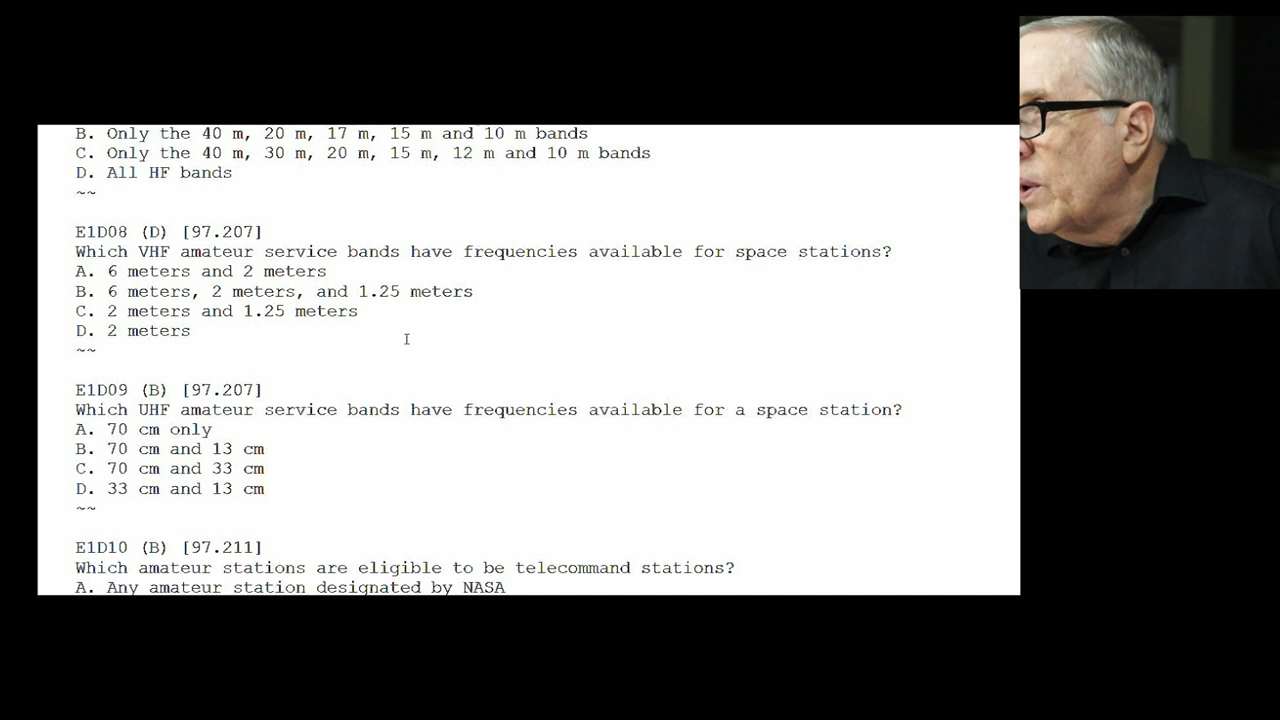 B. Only the 40 m, 20 m, 17 m, 15 m and 10 m bands
C. Only the 40 m, 30 m, 20 m, 15 m, 12 m and 10 m bands
D. All HF bands
~~
E1D08 (D) [97.207]
Which VHF amateur service bands have frequencies available for space stations?
A. 6 meters and 2 meters
B. 6 meters, 2 meters, and 1.25 meters
C. 2 meters and 1.25 meters
D. 2 meters
~~
E1D09 (B) [97.207]
Which UHF amateur service bands have frequencies available for a space station?
A. 70 cm only
B. 70 cm and 13 cm
C. 70 cm and 33 cm
D. 33 cm and 13 cm
~~
E1D10 (B) [97.211]
Which amateur stations are eligible to be telecommand stations?
A. Any amateur station designated by NASA